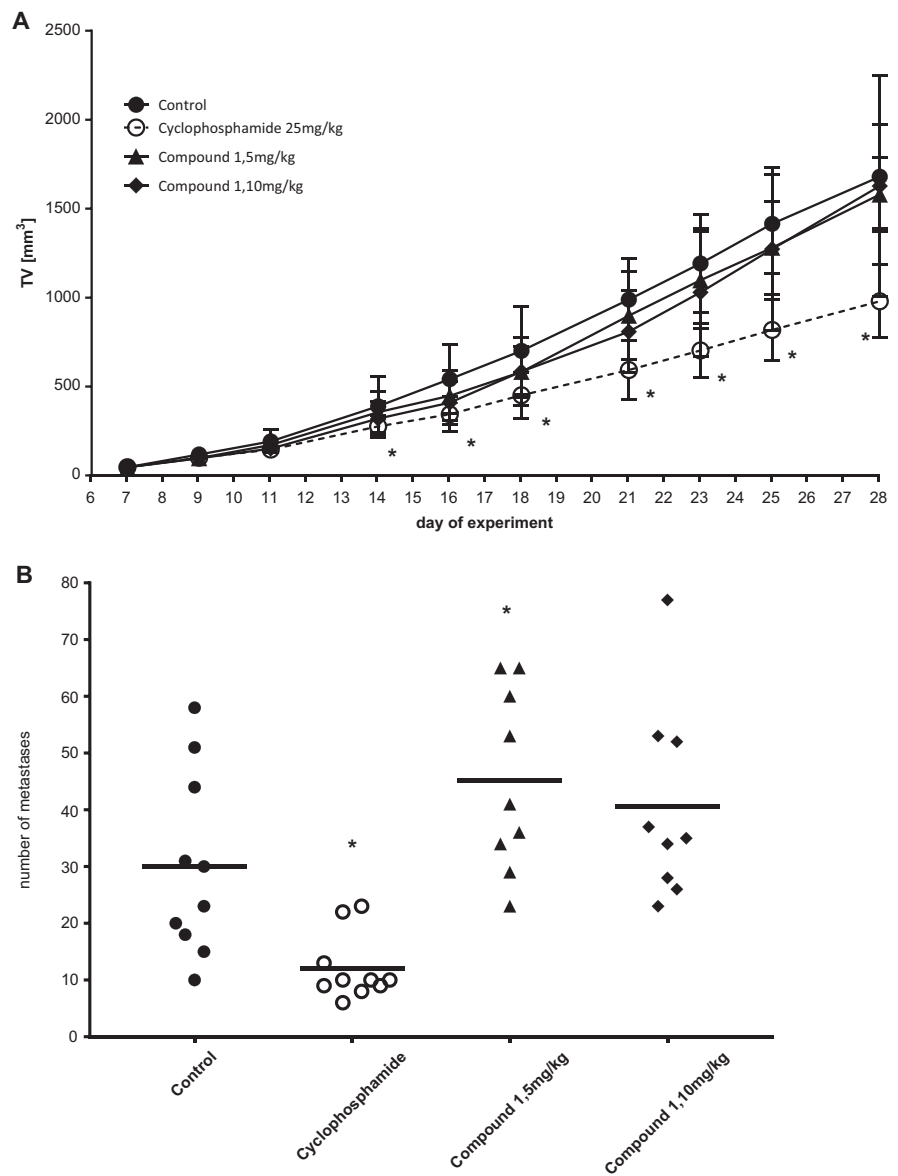 A
2500
2000
1500
1000
500
0
TV [mm³]
Control
Cyclophosphamide 25mg/kg
Compound 1,5mg/kg
Compound 1,10mg/kg
* * * * * * *
6 7 8 9 10 11 12 13 14 15 16 17 18 19 20 21 22 23 24 25 26 27 28
day of experiment
B
80
70
60
50
40
30
20
10
0
number of metastases
*
*
Control
Cyclophosphamide
Compound 1,5mg/kg
Compound 1,10mg/kg